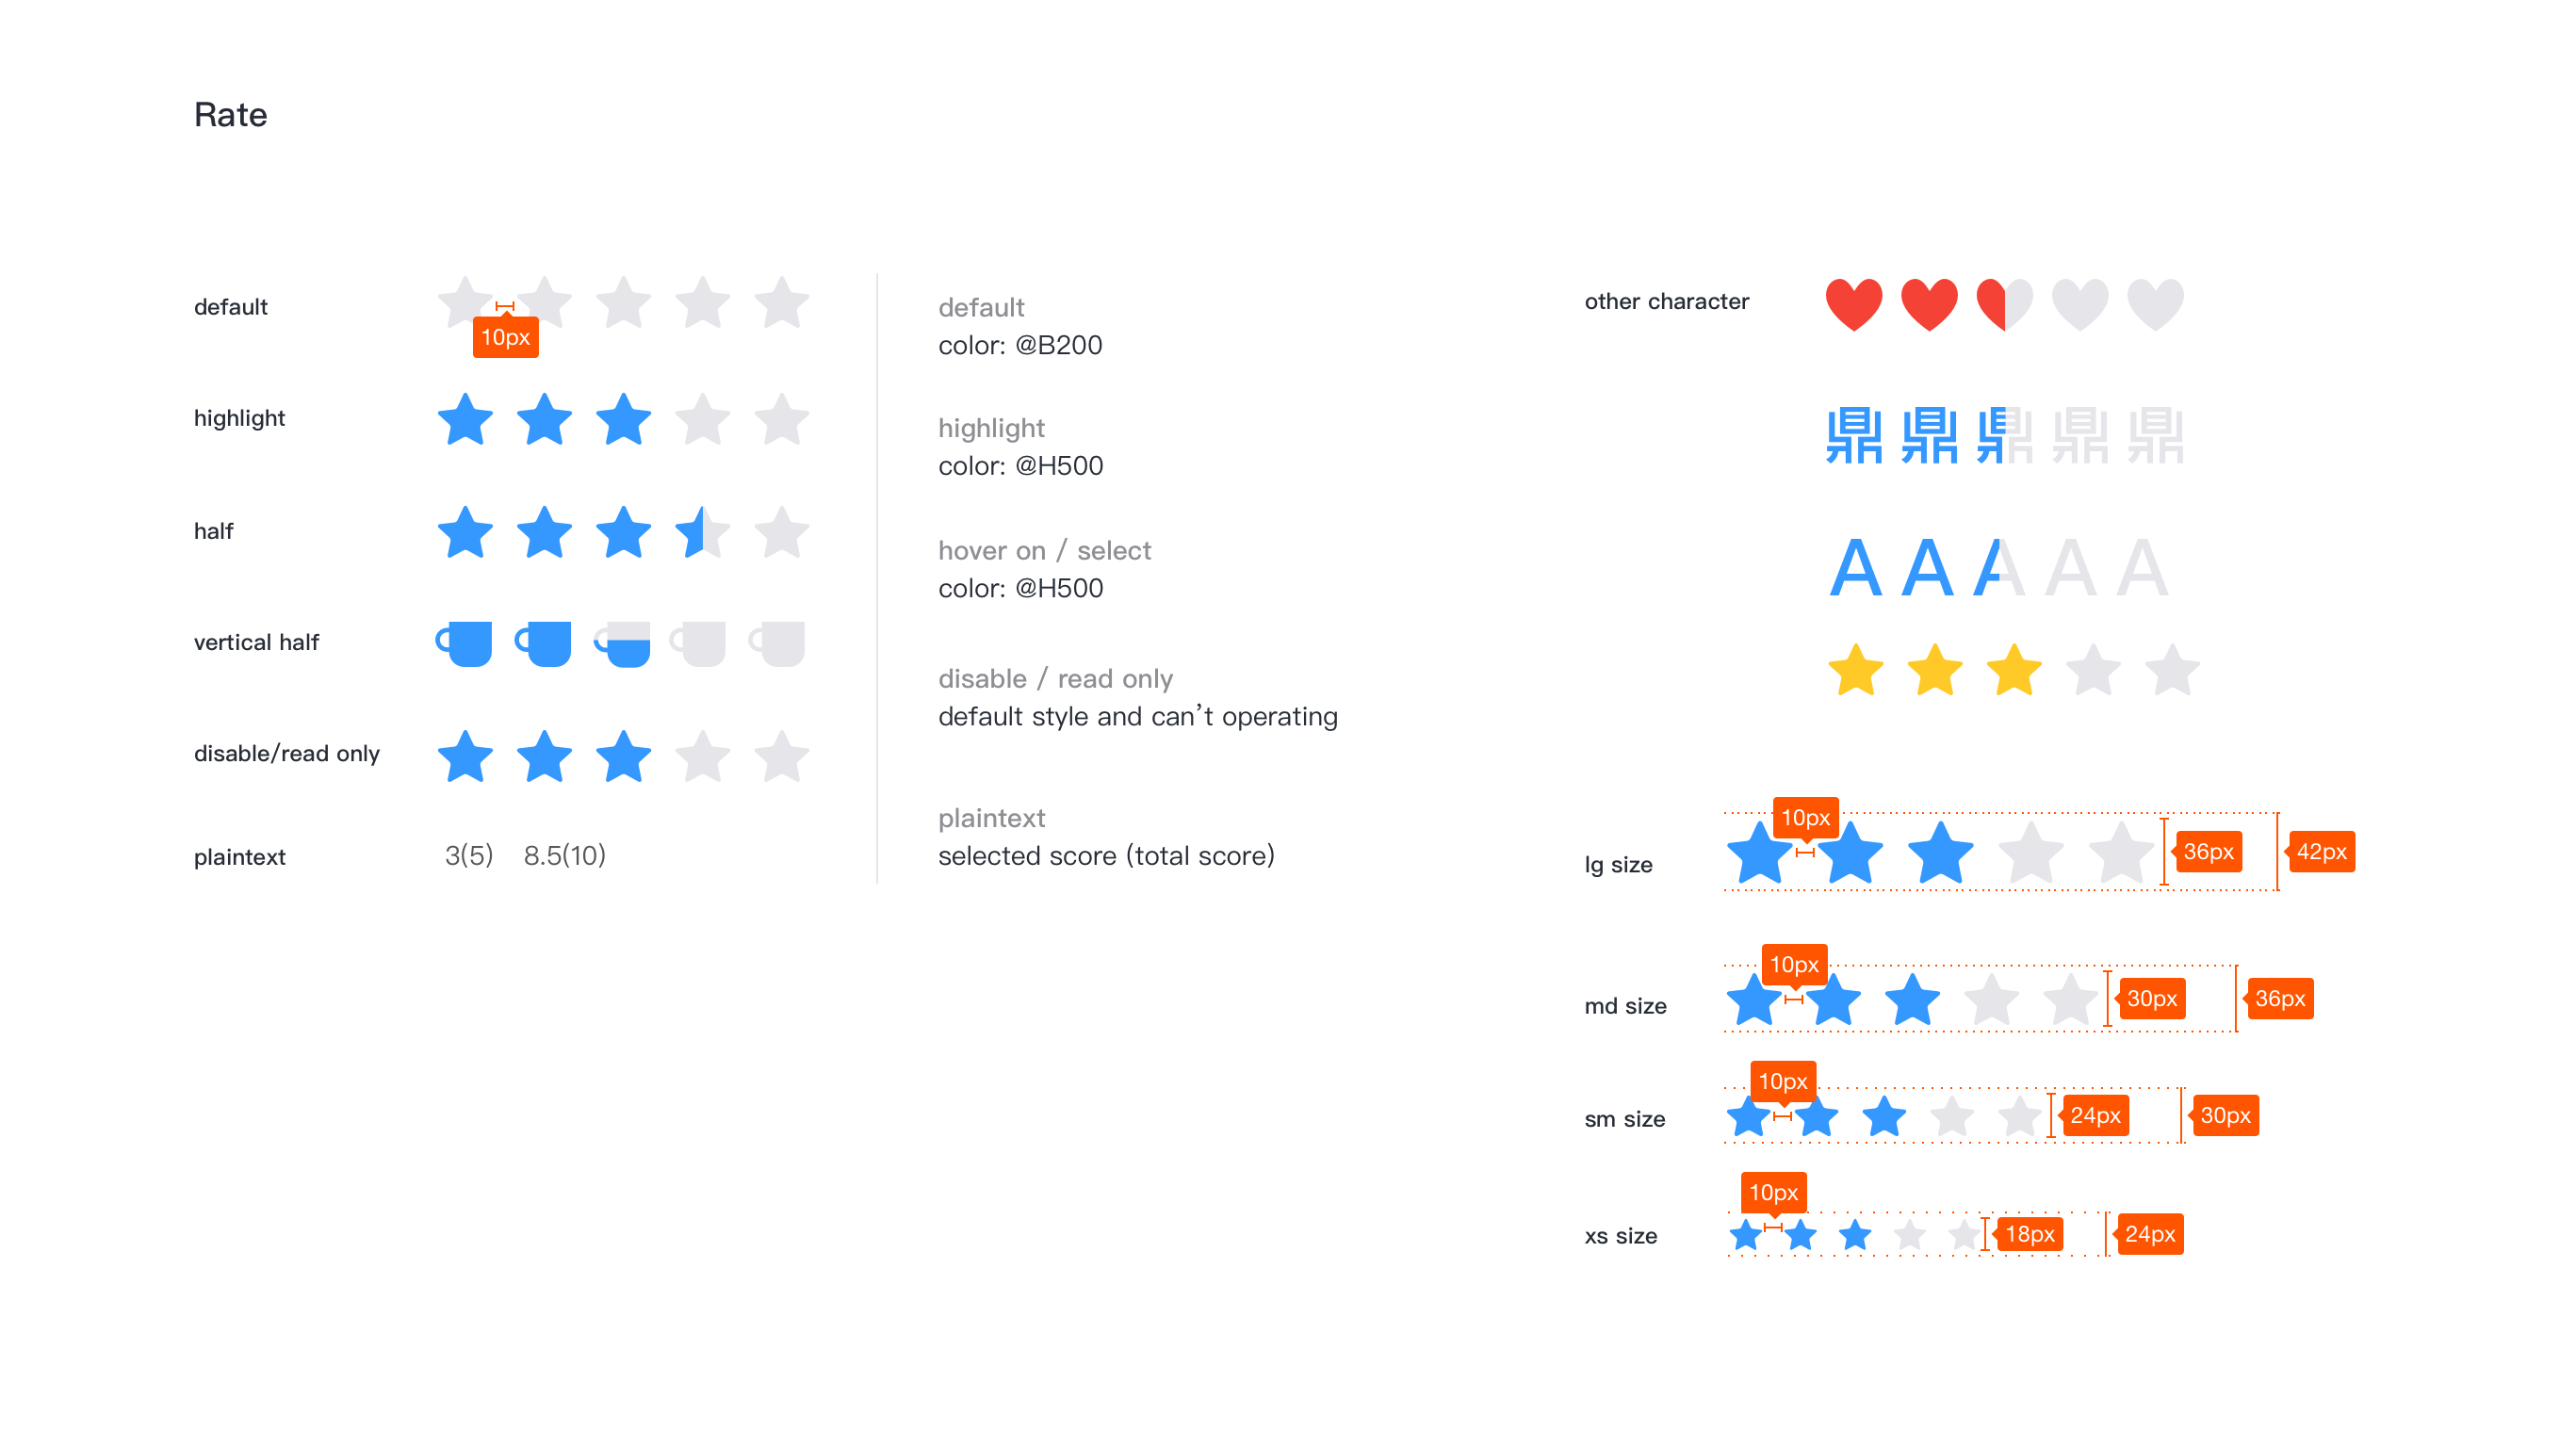 Rate
default
10px
highlight
half
vertical half
disable/read only
plaintext
3(5) 8.5(10)
default
color: @B200
highlight
color: @H500
hover on / select
color: @H500
disable / read only
default style and can’t operating
plaintext
selected score (total score)
other character
鼎 鼎 鼎 鼎 鼎
A A A A A
lg size
10px
36px
42px
md size
10px
30px
36px
sm size
10px
24px
30px
xs size
10px
18px
24px